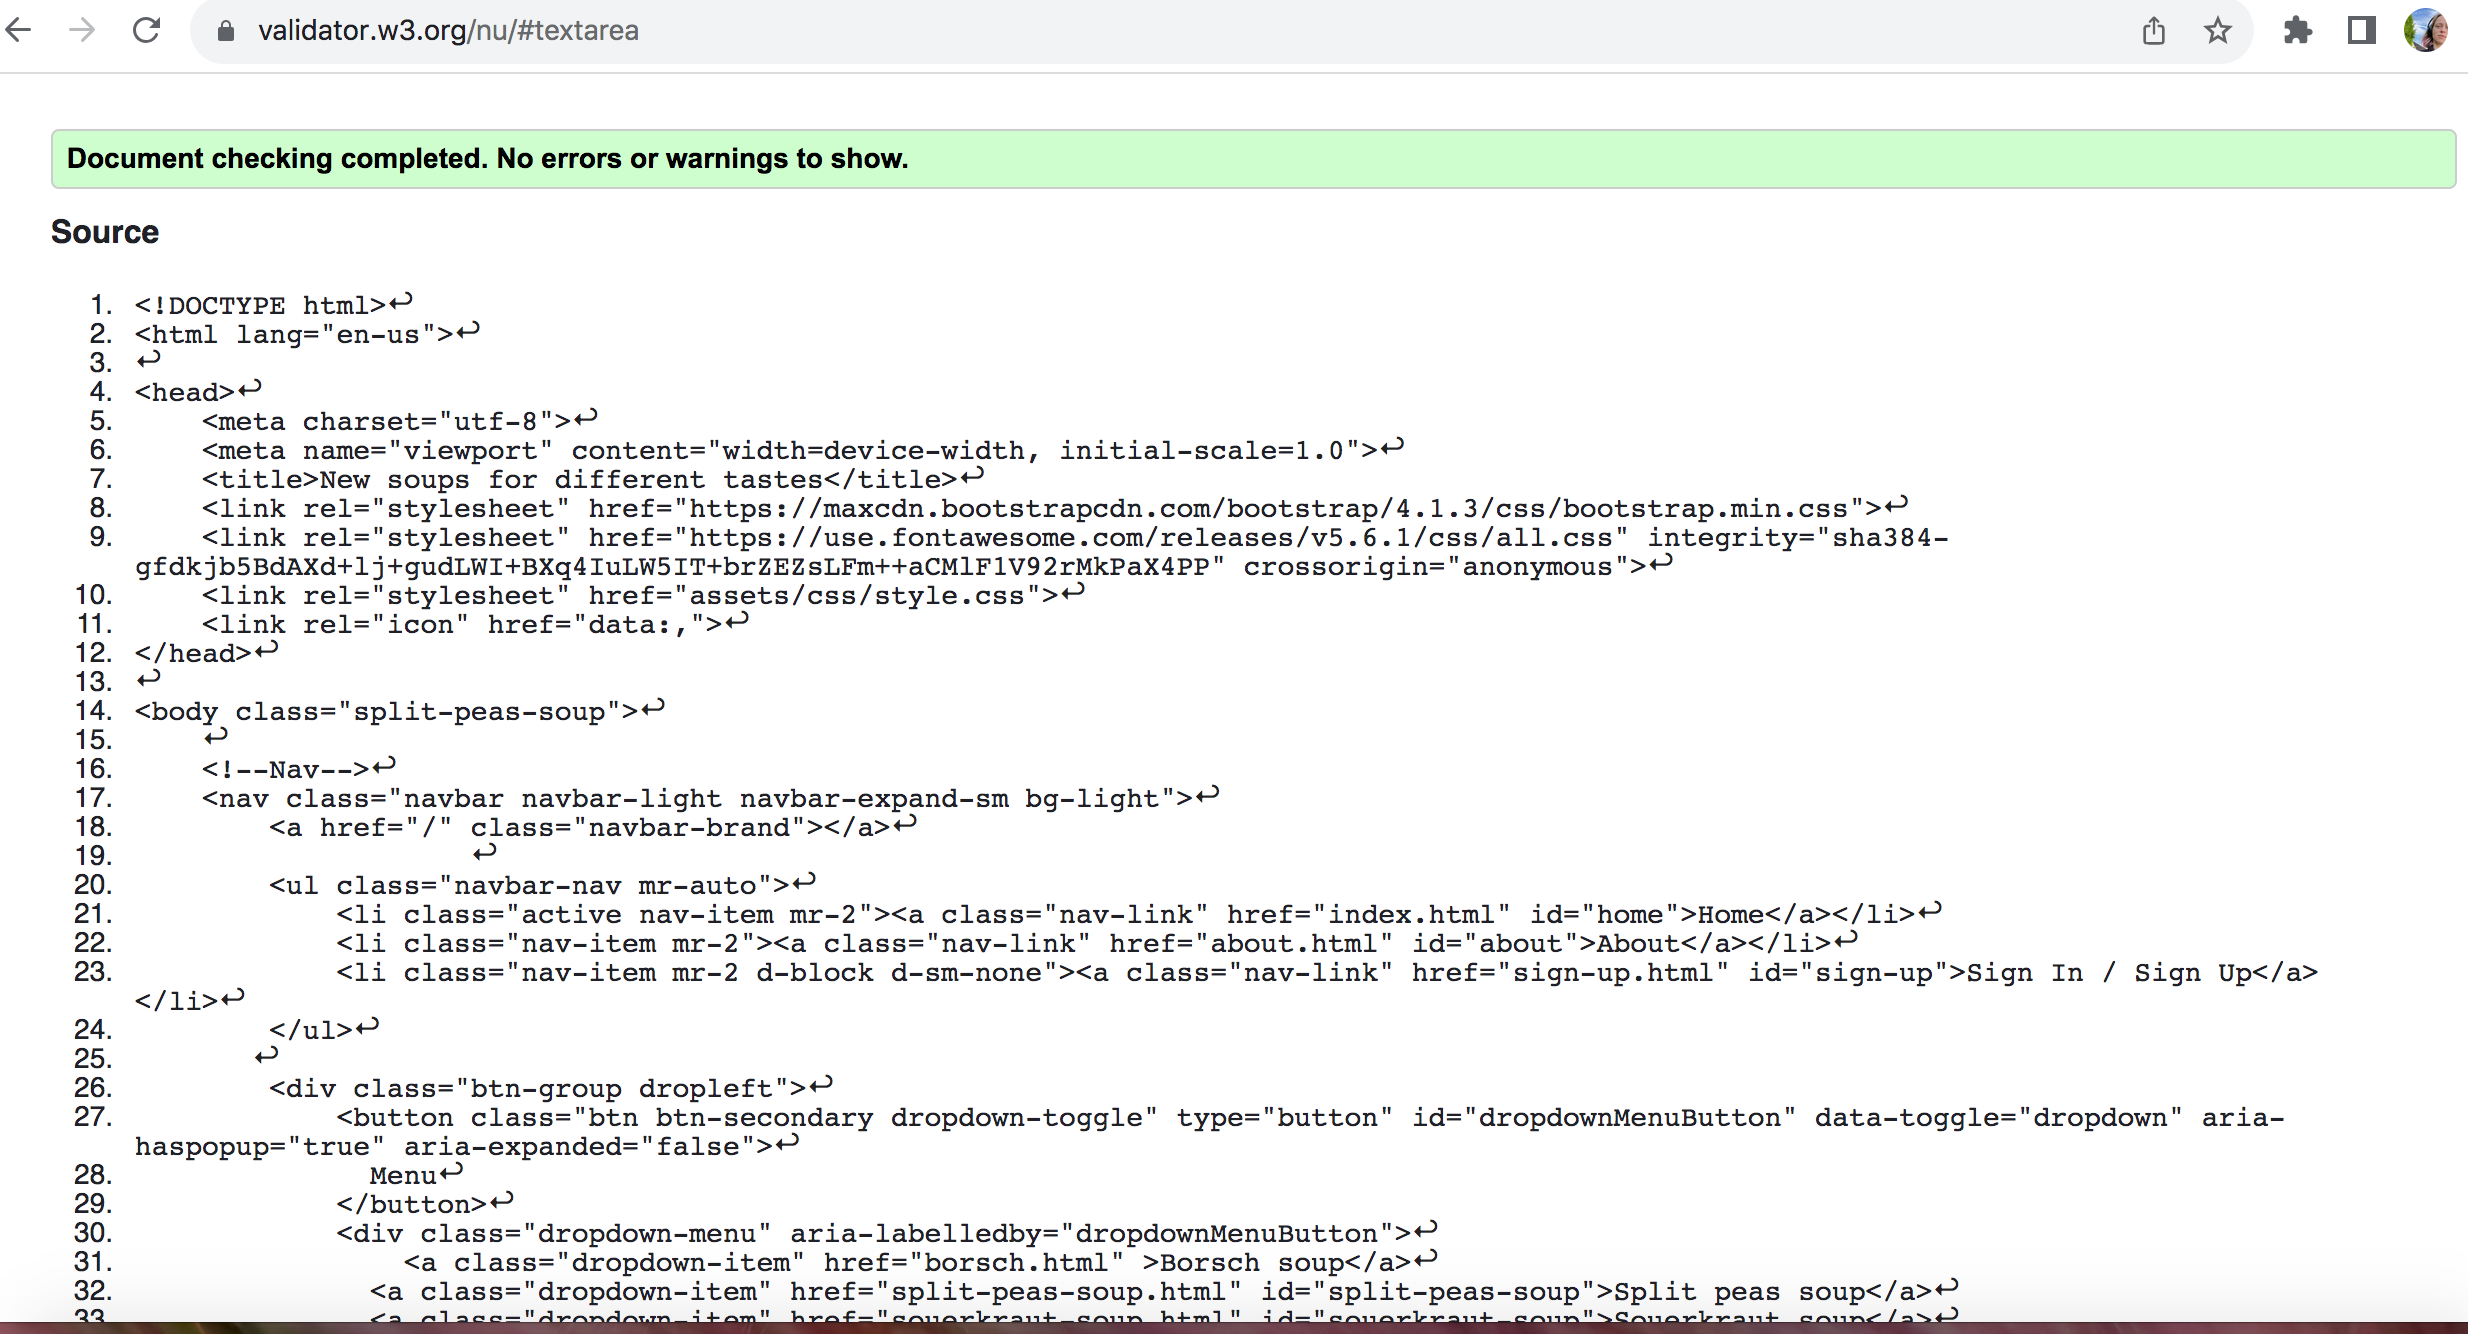 validator.w3.org/nu/#textarea
Document checking completed. No errors or warnings to show.
Source
1. <!DOCTYPE html>↩
2. <html lang="en-us">↩
3. ↩
4. <head>↩
5.     <meta charset="utf-8">↩
6.     <meta name="viewport" content="width=device-width, initial-scale=1.0">↩
7.     <title>New soups for different tastes</title>↩
8.     <link rel="stylesheet" href="https://maxcdn.bootstrapcdn.com/bootstrap/4.1.3/css/bootstrap.min.css">↩
9.     <link rel="stylesheet" href="https://use.fontawesome.com/releases/v5.6.1/css/all.css" integrity="sha384-
gfdkjb5BdAXd+lj+gudLWI+BXq4IuLW5IT+brZEZsLFm++aCMlF1V92rMkPaX4PP" crossorigin="anonymous">↩
10.     <link rel="stylesheet" href="assets/css/style.css">↩
11.     <link rel="icon" href="data:,">↩
12. </head>↩
13. ↩
14. <body class="split-peas-soup">↩
15.     ↩
16.     <!--Nav-->↩
17.     <nav class="navbar navbar-light navbar-expand-sm bg-light">↩
18.         <a href="/" class="navbar-brand"></a>↩
19.                     ↩
20.         <ul class="navbar-nav mr-auto">↩
21.             <li class="active nav-item mr-2"><a class="nav-link" href="index.html" id="home">Home</a></li>↩
22.             <li class="nav-item mr-2"><a class="nav-link" href="about.html" id="about">About</a></li>↩
23.             <li class="nav-item mr-2 d-block d-sm-none"><a class="nav-link" href="sign-up.html" id="sign-up">Sign In / Sign Up</a>
</li>↩
24.         </ul>↩
25.        ↩
26.         <div class="btn-group dropleft">↩
27.             <button class="btn btn-secondary dropdown-toggle" type="button" id="dropdownMenuButton" data-toggle="dropdown" aria-
haspopup="true" aria-expanded="false">↩
28.               Menu↩
29.             </button>↩
30.             <div class="dropdown-menu" aria-labelledby="dropdownMenuButton">↩
31.                 <a class="dropdown-item" href="borsch.html" >Borsch soup</a>↩
32.               <a class="dropdown-item" href="split-peas-soup.html" id="split-peas-soup">Split peas soup</a>↩
33.               <a class="dropdown-item" href="souerkraut-soup.html" id="souerkraut-soup">Souerkraut soup</a>↩